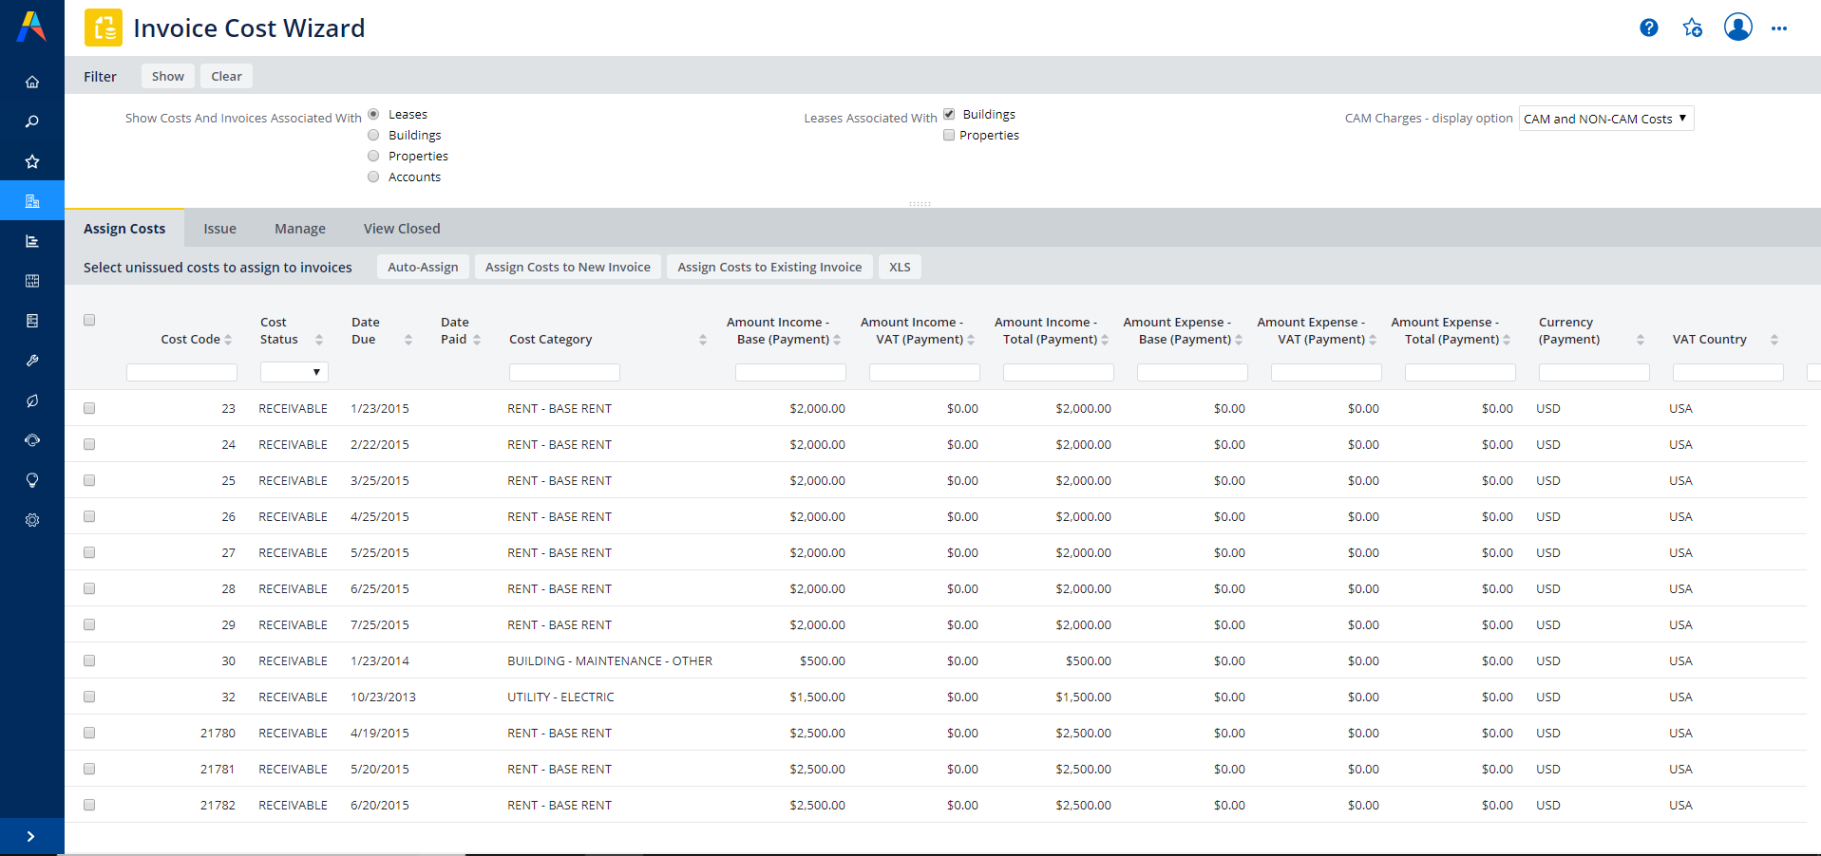 Invoice Cost Wizard
Filter Show Clear
Show Costs And Invoices Associated With Leases
Buildings
Properties
Accounts
Leases Associated With Buildings
Properties
CAM Charges - display option CAM and NON-CAM Costs
Assign Costs Issue Manage View Closed
Select unissued costs to assign to invoices Auto-Assign Assign Costs to New Invoice Assign Costs to Existing Invoice XLS
Cost Code Cost Status Date Due Date Paid Cost Category Amount Income - Base (Payment) Amount Income - VAT (Payment) Amount Income - Total (Payment) Amount Expense - Base (Payment) Amount Expense - VAT (Payment) Amount Expense - Total (Payment) Currency (Payment) VAT Country
23 RECEIVABLE 1/23/2015 RENT - BASE RENT $2,000.00 $0.00 $2,000.00 $0.00 $0.00 $0.00 USD USA
24 RECEIVABLE 2/22/2015 RENT - BASE RENT $2,000.00 $0.00 $2,000.00 $0.00 $0.00 $0.00 USD USA
25 RECEIVABLE 3/25/2015 RENT - BASE RENT $2,000.00 $0.00 $2,000.00 $0.00 $0.00 $0.00 USD USA
26 RECEIVABLE 4/25/2015 RENT - BASE RENT $2,000.00 $0.00 $2,000.00 $0.00 $0.00 $0.00 USD USA
27 RECEIVABLE 5/25/2015 RENT - BASE RENT $2,000.00 $0.00 $2,000.00 $0.00 $0.00 $0.00 USD USA
28 RECEIVABLE 6/25/2015 RENT - BASE RENT $2,000.00 $0.00 $2,000.00 $0.00 $0.00 $0.00 USD USA
29 RECEIVABLE 7/25/2015 RENT - BASE RENT $2,000.00 $0.00 $2,000.00 $0.00 $0.00 $0.00 USD USA
30 RECEIVABLE 1/23/2014 BUILDING - MAINTENANCE - OTHER $500.00 $0.00 $500.00 $0.00 $0.00 $0.00 USD USA
32 RECEIVABLE 10/23/2013 UTILITY - ELECTRIC $1,500.00 $0.00 $1,500.00 $0.00 $0.00 $0.00 USD USA
21780 RECEIVABLE 4/19/2015 RENT - BASE RENT $2,500.00 $0.00 $2,500.00 $0.00 $0.00 $0.00 USD USA
21781 RECEIVABLE 5/20/2015 RENT - BASE RENT $2,500.00 $0.00 $2,500.00 $0.00 $0.00 $0.00 USD USA
21782 RECEIVABLE 6/20/2015 RENT - BASE RENT $2,500.00 $0.00 $2,500.00 $0.00 $0.00 $0.00 USD USA